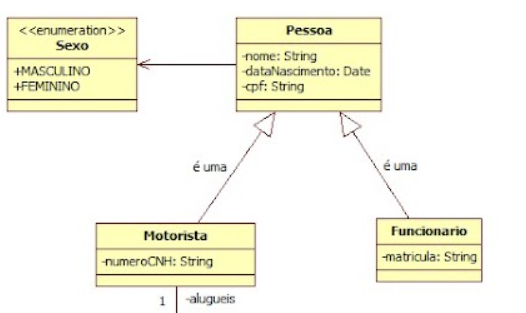 <<enumeration>>
Sexo
+MASCULINO
+FEMININO
Pessoa
-nome: String
-dataNascimento: Date
-cpf: String
é uma
é uma
Motorista
-numeroCNH: String
Funcionario
-matricula: String
1
-alugueis